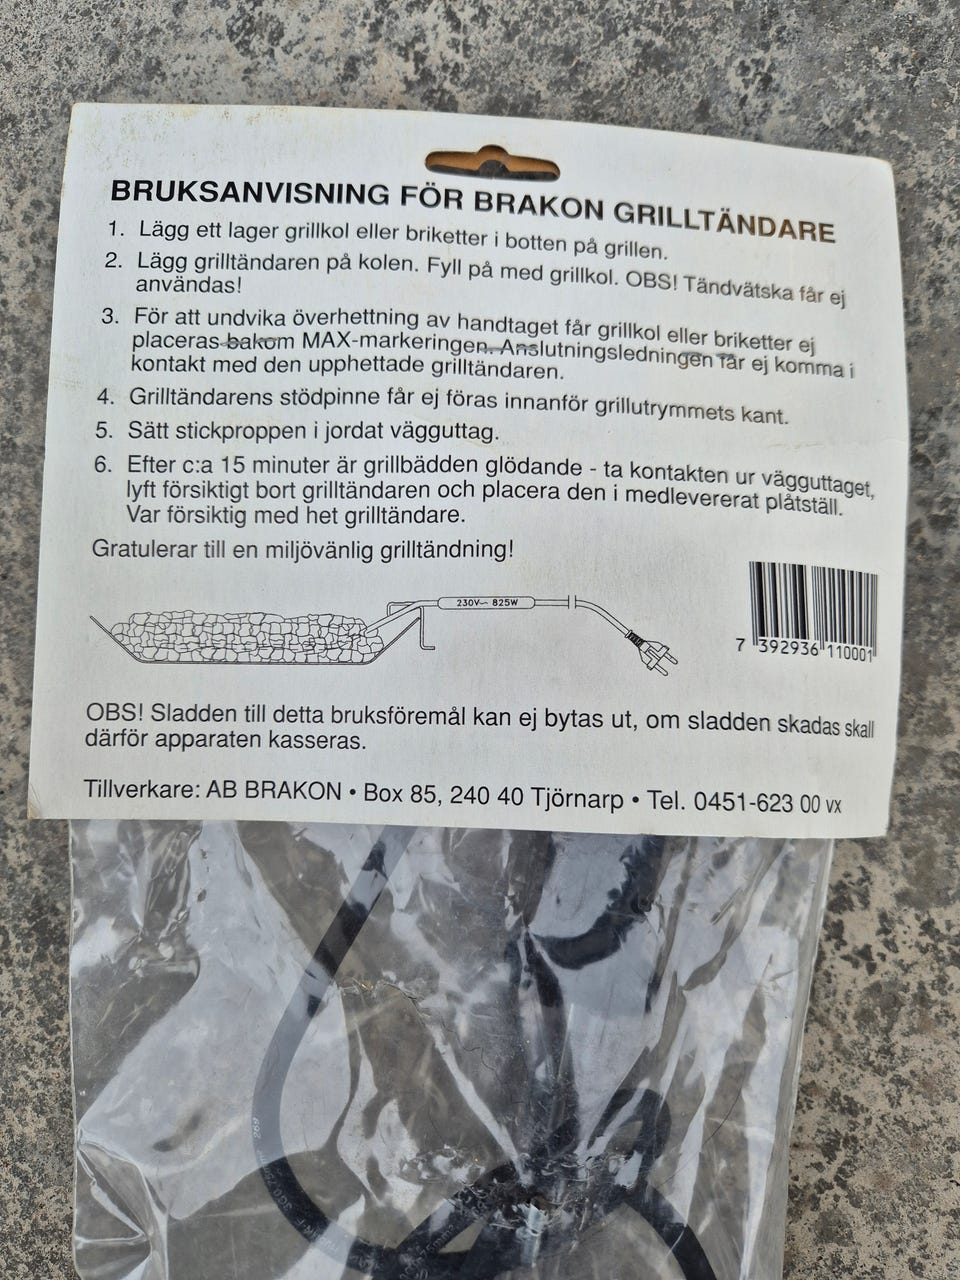 BRUKSANVISNING FÖR BRAKON GRILLTÄNDARE
1. Lägg ett lager grillkol eller briketter i botten på grillen.
2. Lägg grilltändaren på kolen. Fyll på med grillkol. OBS! Tändvätska får ej
användas!
3. För att undvika överhettning av handtaget får grillkol eller briketter ej
placeras bakom MAX-markeringen. Anslutningsledningen får ej komma i
kontakt med den upphettade grilltändaren.
4. Grilltändarens stödpinne får ej föras innanför grillutrymmets kant.
5. Sätt stickproppen i jordat vägguttag.
6. Efter c:a 15 minuter är grillbädden glödande - ta kontakten ur vägguttaget,
lyft försiktigt bort grilltändaren och placera den i medlevererat plåtställ.
Var försiktig med het grilltändare.
Gratulerar till en miljövänlig grilltändning!
230V~ 825W
7 392936 110001
OBS! Sladden till detta bruksföremål kan ej bytas ut, om sladden skadas skall
därför apparaten kasseras.
Tillverkare: AB BRAKON • Box 85, 240 40 Tjörnarp • Tel. 0451-623 00 vx